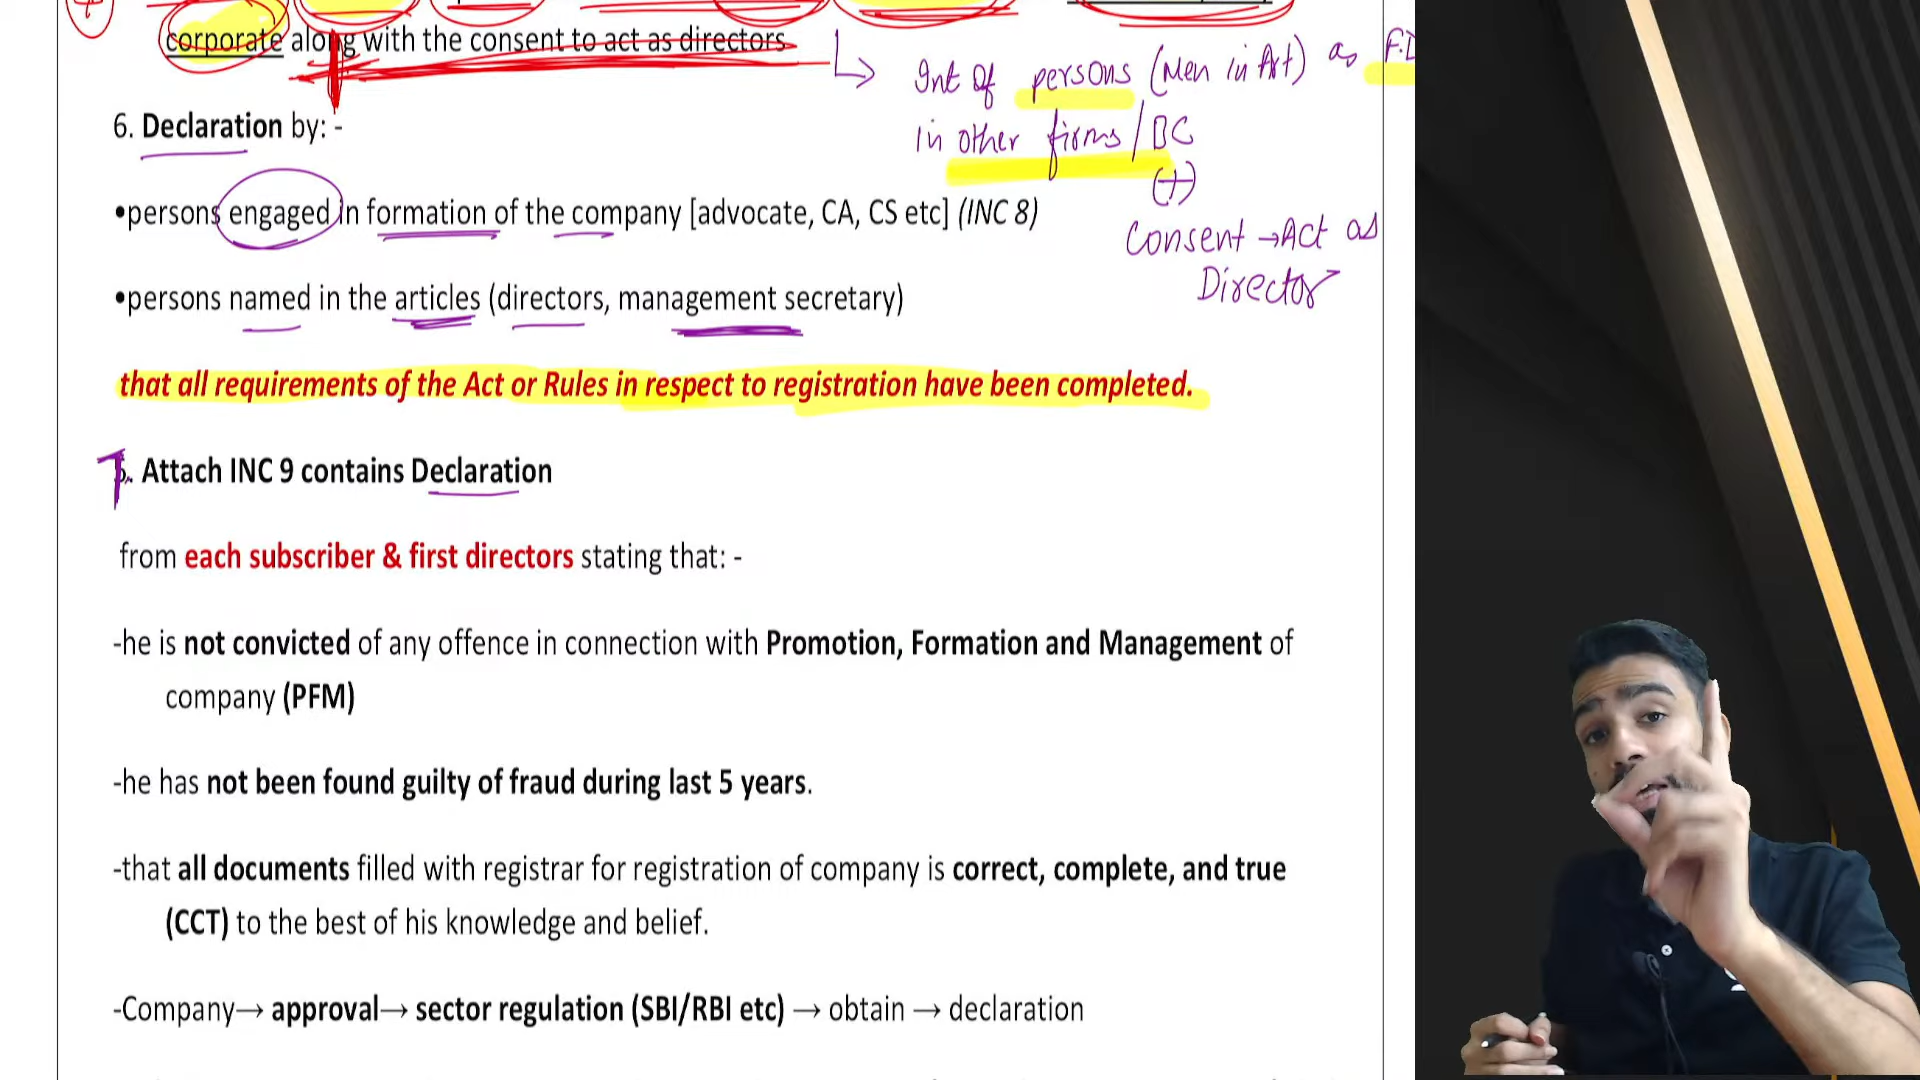 corporate along with the consent to act as directors
Int of persons (Men in Art) as F.D
in other firms / BC
(+)
Consent → Act as
Director
6. Declaration by: -
•persons engaged in formation of the company [advocate, CA, CS etc] (INC 8)
•persons named in the articles (directors, management secretary)
that all requirements of the Act or Rules in respect to registration have been completed.
7. Attach INC 9 contains Declaration
from each subscriber & first directors stating that: -
-he is not convicted of any offence in connection with Promotion, Formation and Management of
company (PFM)
-he has not been found guilty of fraud during last 5 years.
-that all documents filled with registrar for registration of company is correct, complete, and true
(CCT) to the best of his knowledge and belief.
-Company→ approval→ sector regulation (SBI/RBI etc) → obtain → declaration